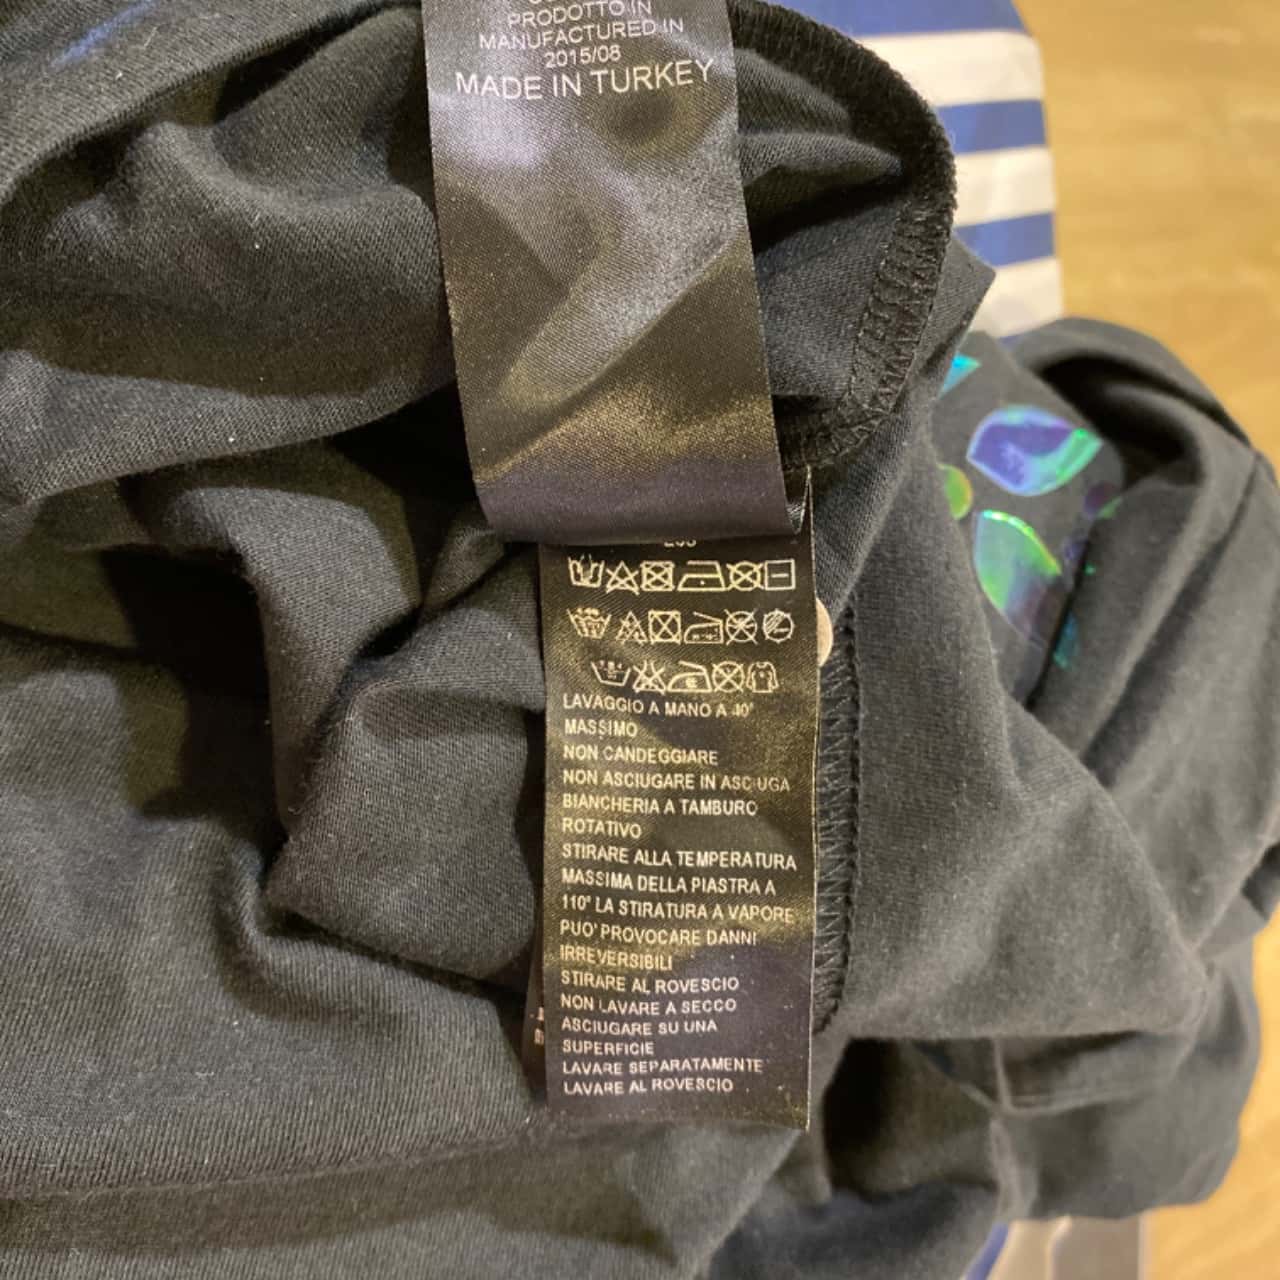 PRODOTTO IN
MANUFACTURED IN
2015/08
MADE IN TURKEY
LAVAGGIO A MANO A 40°
MASSIMO
NON CANDEGGIARE
NON ASCIUGARE IN ASCIUGA
BIANCHERIA A TAMBURO
ROTATIVO
STIRARE ALLA TEMPERATURA
MASSIMA DELLA PIASTRA A
110° LA STIRATURA A VAPORE
PUO' PROVOCARE DANNI
IRREVERSIBILI
STIRARE AL ROVESCIO
NON LAVARE A SECCO
ASCIUGARE SU UNA
SUPERFICIE
LAVARE SEPARATAMENTE
LAVARE AL ROVESCIO